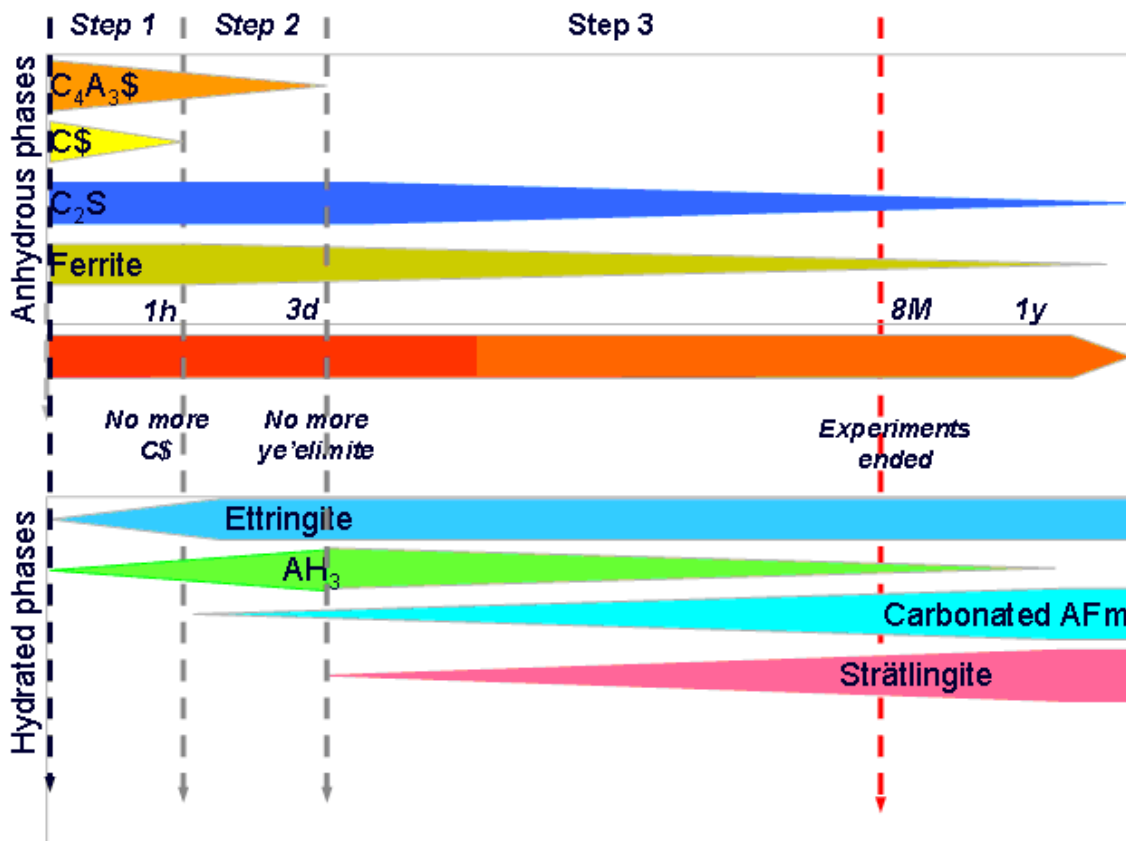 Step 1 Step 2 Step 3
Anhydrous phases
C₄A₃$
C$
C₂S
Ferrite
1h 3d 8M 1y
No more
C$
No more
ye'elimite
Experiments
ended
Hydrated phases
Ettringite
AH₃
Carbonated AFm
Strätlingite